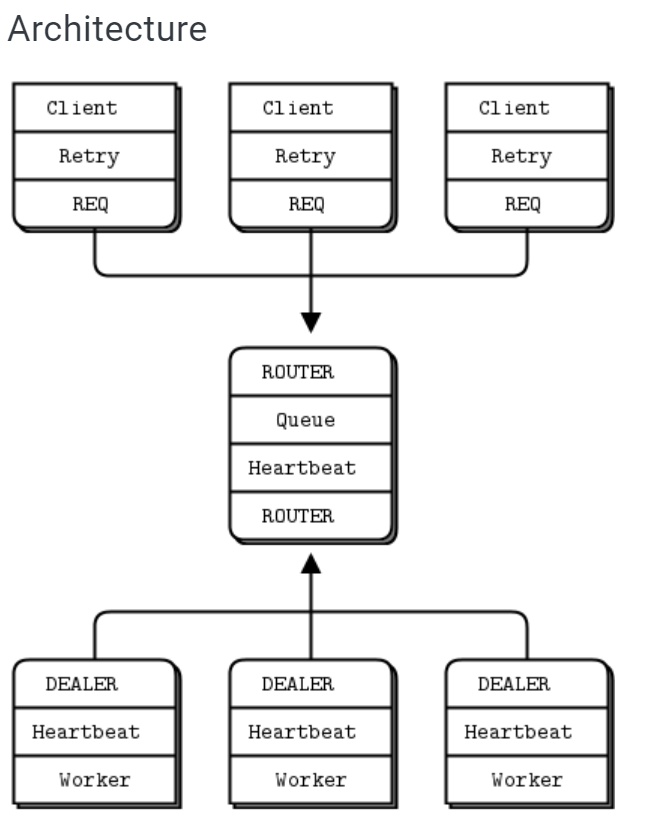 Architecture
Client Client Client
Retry Retry Retry
REQ REQ REQ
ROUTER
Queue
Heartbeat
ROUTER
DEALER DEALER DEALER
Heartbeat Heartbeat Heartbeat
Worker Worker Worker